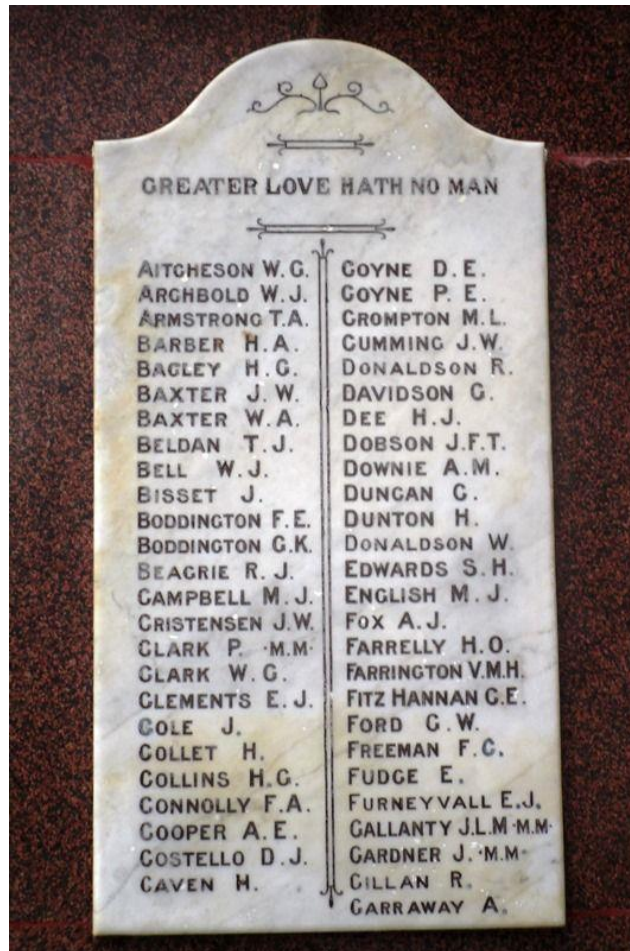 GREATER LOVE HATH NO MAN
AITCHESON W.G.
ARCHBOLD W.J.
ARMSTRONG T.A.
BARBER H.A.
BAGLEY H.G.
BAXTER J.W.
BAXTER W.A.
BELDAN T.J.
BELL W.J.
BISSET J.
BODDINGTON F.E.
BODDINGTON G.K.
BEAGRIE R.J.
CAMPBELL M.J.
CRISTENSEN J.W.
CLARK P. ·M.M·
CLARK W.G.
CLEMENTS E.J.
COLE J.
COLLET H.
COLLINS H.G.
CONNOLLY F.A.
COOPER A.E.
COSTELLO D.J.
CAVEN H.
COYNE D.E.
COYNE P.E.
CROMPTON M.L.
CUMMING J.W.
DONALDSON R.
DAVIDSON G.
DEE H.J.
DOBSON J.F.T.
DOWNIE A.M.
DUNCAN G.
DUNTON H.
DONALDSON W.
EDWARDS S.H.
ENGLISH M.J.
FOX A.J.
FARRELLY H.O.
FARRINGTON V.M.H.
FITZ HANNAN G.E.
FORD G.W.
FREEMAN F.C.
FUDGE E.
FURNEYVALL E.J.
GALLANTY J.L.M ·M.M·
GARDNER J. ·M.M·
GILLAN R.
GARRAWAY A.